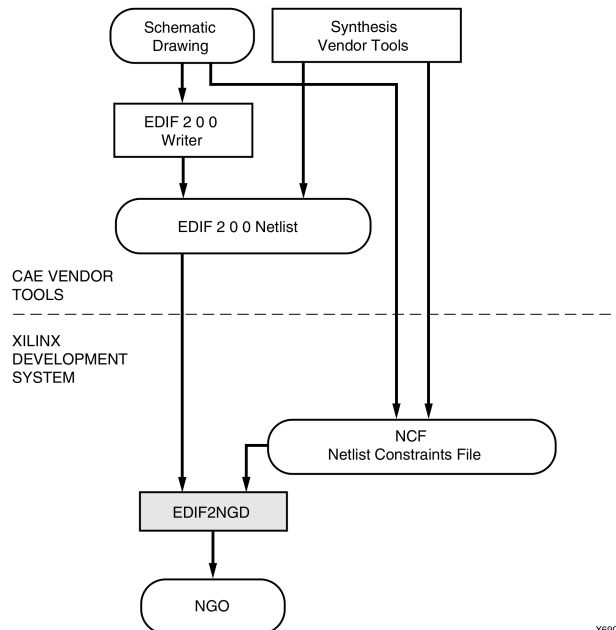 Schematic
Drawing
Synthesis
Vendor Tools
EDIF 2 0 0
Writer
EDIF 2 0 0 Netlist
CAE VENDOR
TOOLS
XILINX
DEVELOPMENT
SYSTEM
NCF
Netlist Constraints File
EDIF2NGD
NGO